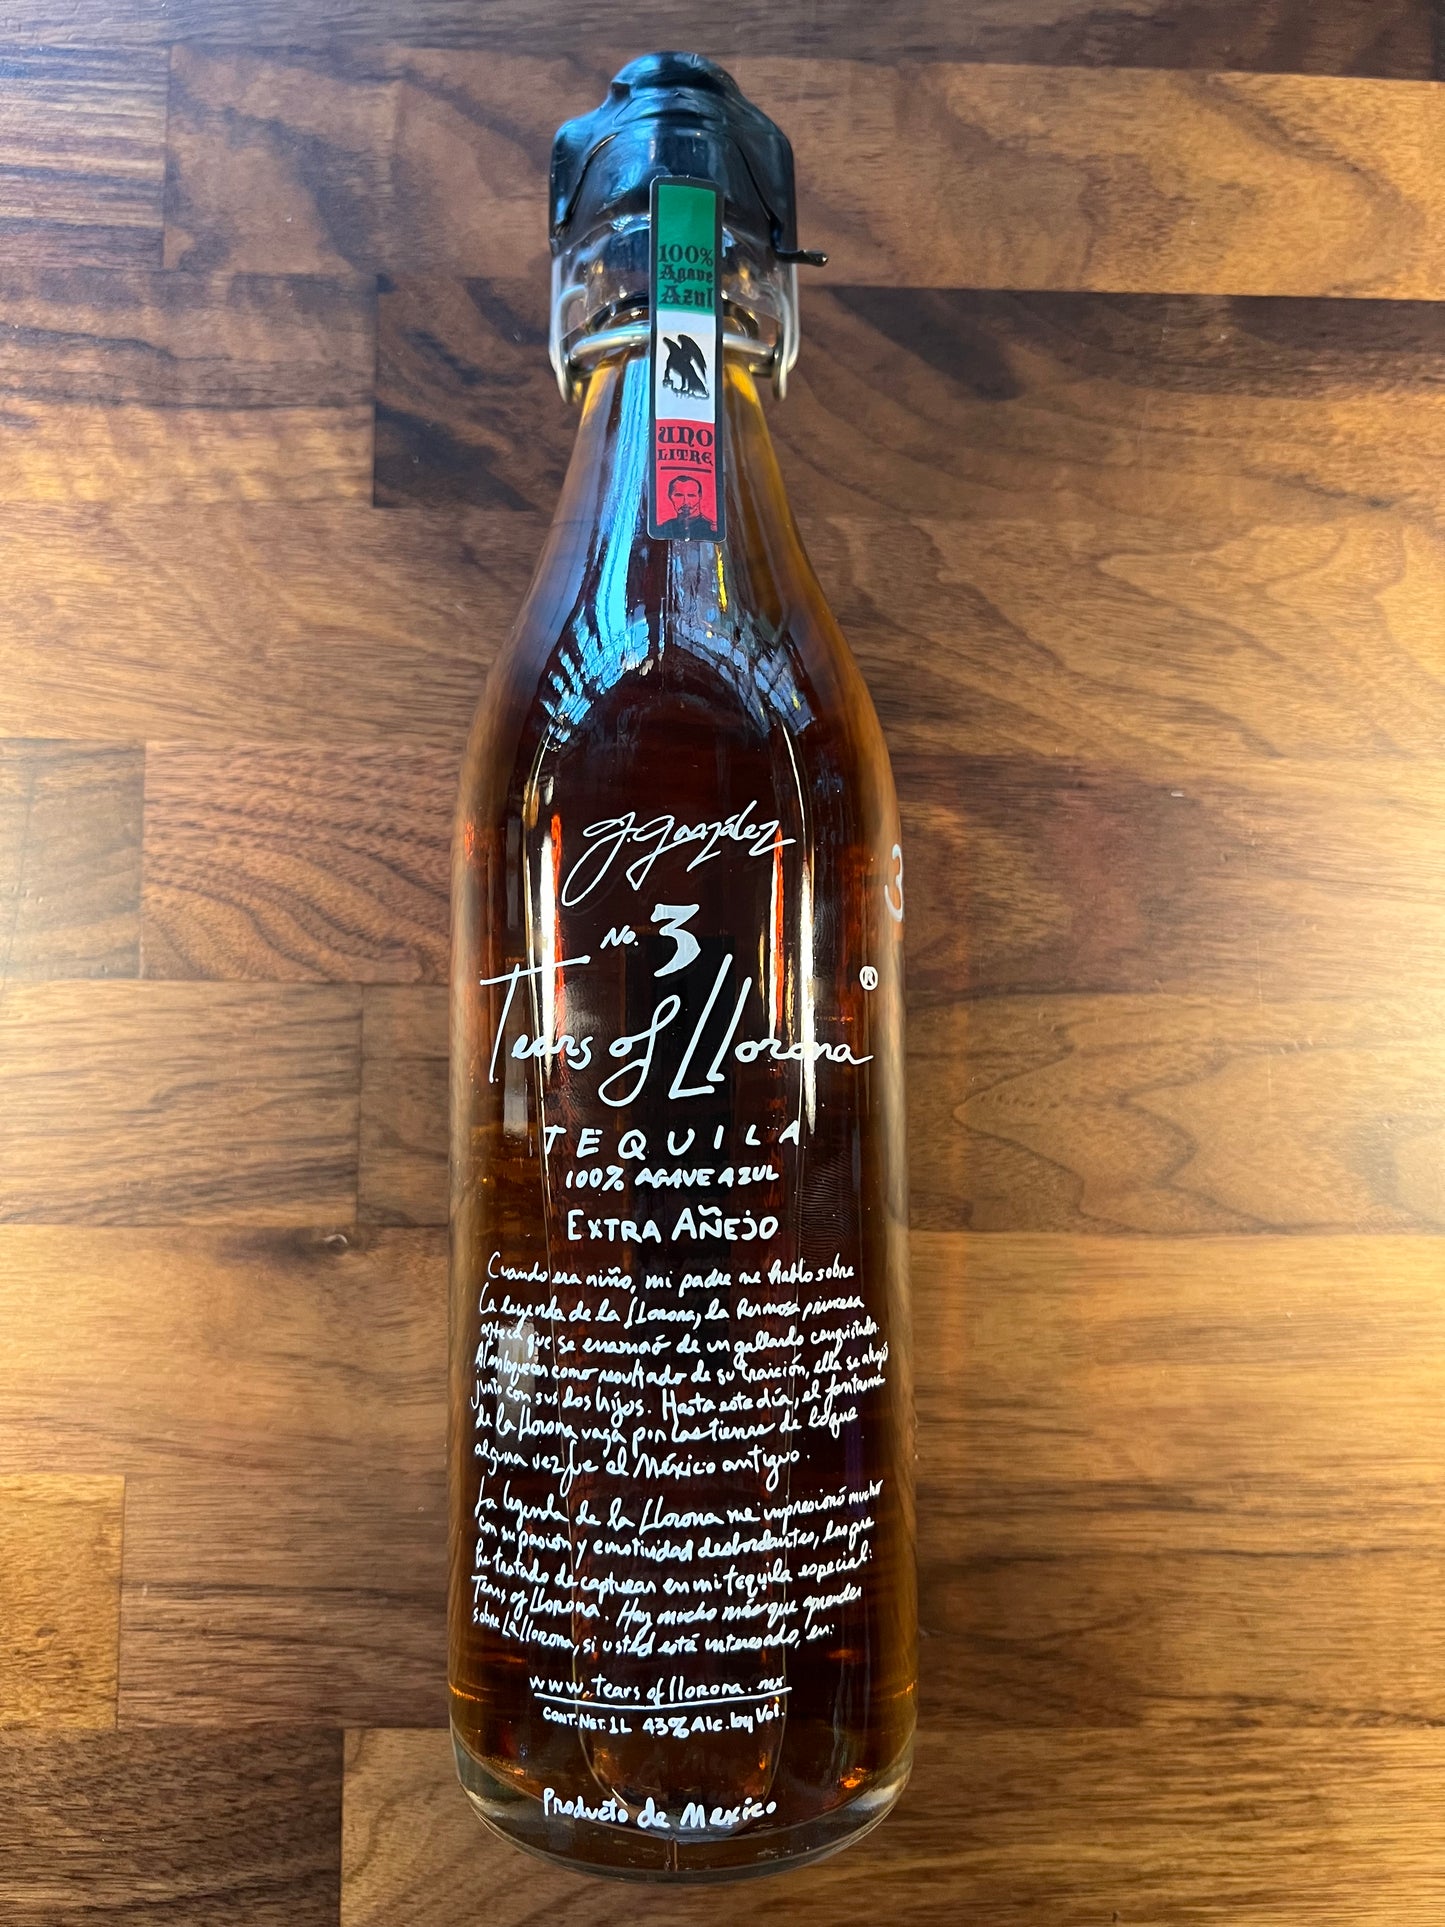 100%
Agave
Azul
UNO
LITRE
J. González
No. 3
3
Tears of Llorona ®
TEQUILA
100% AGAVE AZUL
EXTRA AÑEJO
Cuando era niño, mi padre me hablo sobre
La leyenda de la Llorona, la hermosa princesa
azteca que se enamoró de un gallardo conquistador.
Al enloquecer como resultado de su traición, ella se ahogó
junto con sus dos hijos. Hasta este día, el fantasma
de la Llorona vaga por las tierras de lo que
alguna vez fue el México antiguo.
La leyenda de la Llorona me impresionó mucho
con su pasión y emotividad desbordantes, las que
he tratado de capturar en mi tequila especial:
Tears of Llorona. Hay mucho más que aprender
sobre La Llorona, si usted está interesado, en:
www.tearsofllorona.mx
CONT. NET. 1L 43% Alc. by Vol.
Producto de Mexico